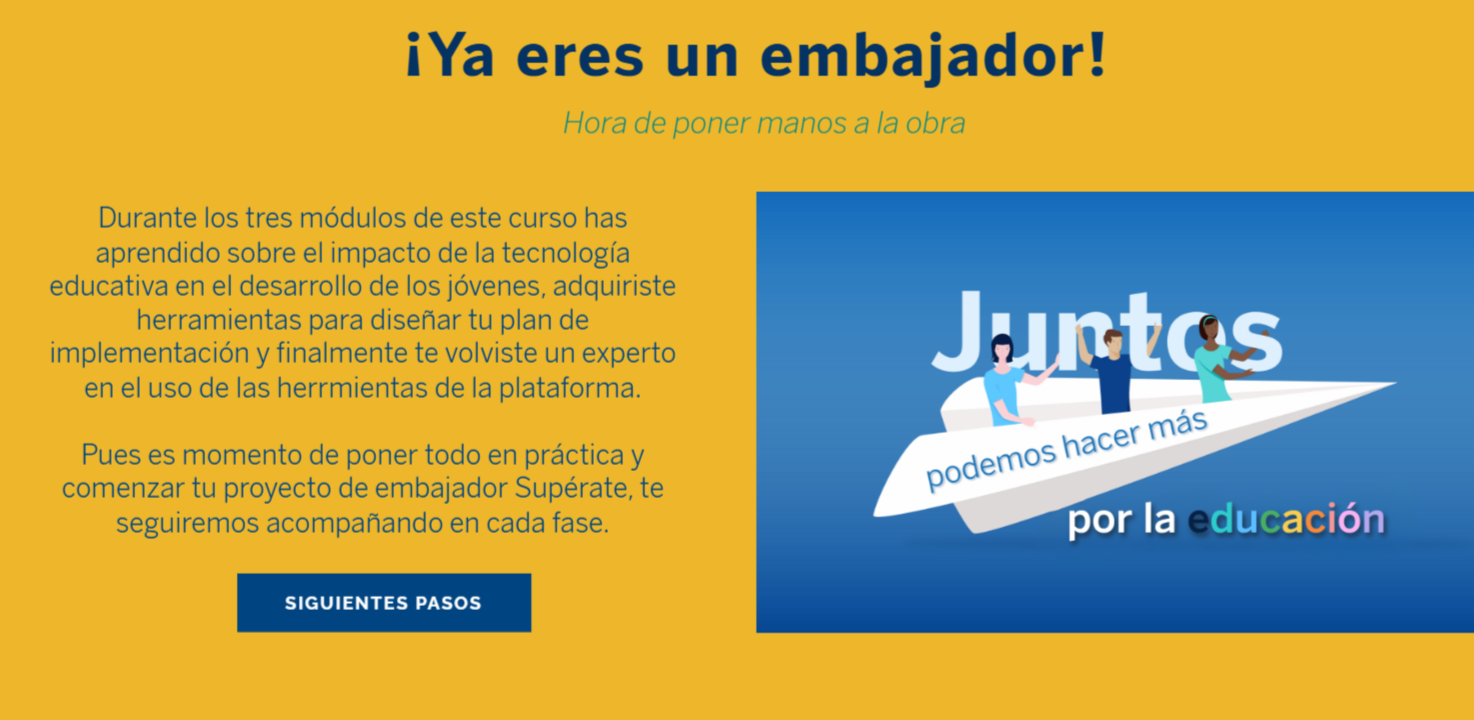 ¡Ya eres un embajador!
Hora de poner manos a la obra
Durante los tres módulos de este curso has
aprendido sobre el impacto de la tecnología
educativa en el desarrollo de los jóvenes, adquiriste
herramientas para diseñar tu plan de
implementación y finalmente te volviste un experto
en el uso de las herrmientas de la plataforma.
Pues es momento de poner todo en práctica y
comenzar tu proyecto de embajador Supérate, te
seguiremos acompañando en cada fase.
SIGUIENTES PASOS
Juntos
podemos hacer más
por la educación